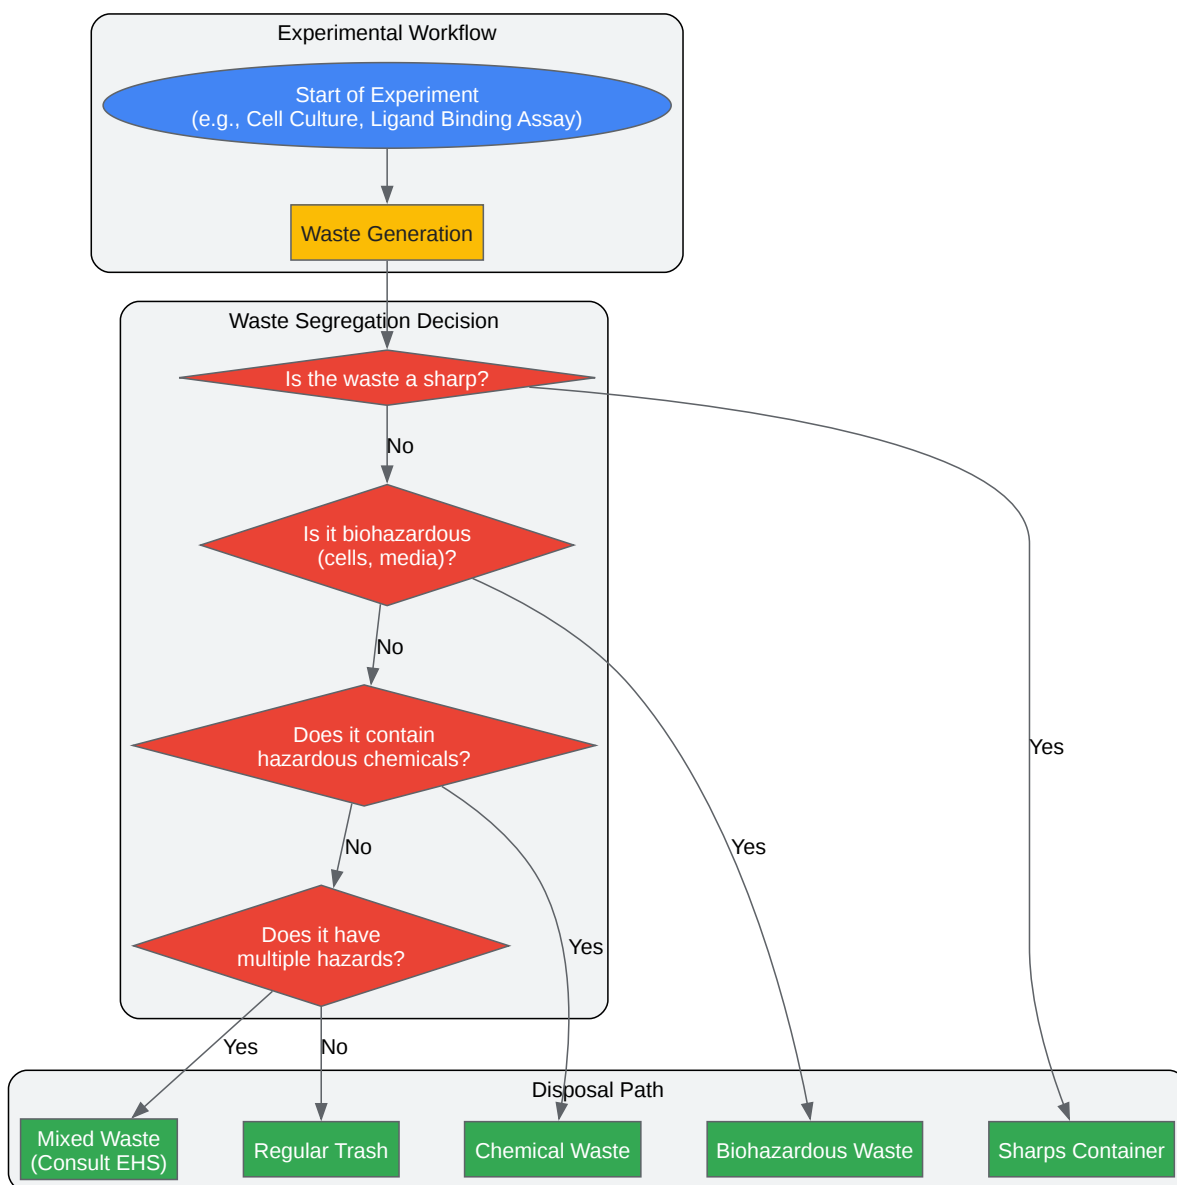 Experimental Workflow
Start of Experiment
(e.g., Cell Culture, Ligand Binding Assay)
Waste Generation
Waste Segregation Decision
Is the waste a sharp?
No
Is it biohazardous
(cells, media)?
No
Does it contain
hazardous chemicals?
Yes
No
Yes
Does it have
multiple hazards?
Yes
Yes
No
Disposal Path
Mixed Waste
(Consult EHS)
Regular Trash
Chemical Waste
Biohazardous Waste
Sharps Container